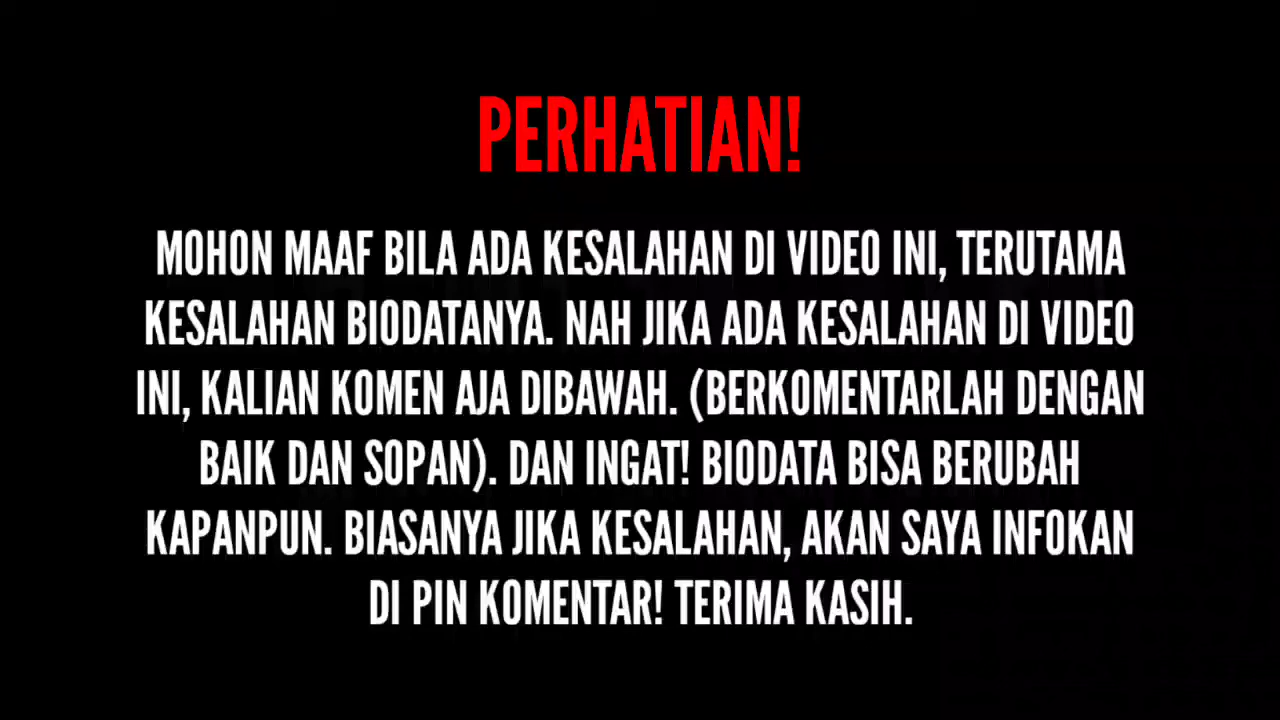 PERHATIAN!
MOHON MAAF BILA ADA KESALAHAN DI VIDEO INI, TERUTAMA
KESALAHAN BIODATANYA. NAH JIKA ADA KESALAHAN DI VIDEO
INI, KALIAN KOMEN AJA DIBAWAH. (BERKOMENTARLAH DENGAN
BAIK DAN SOPAN). DAN INGAT! BIODATA BISA BERUBAH
KAPANPUN. BIASANYA JIKA KESALAHAN, AKAN SAYA INFOKAN
DI PIN KOMENTAR! TERIMA KASIH.